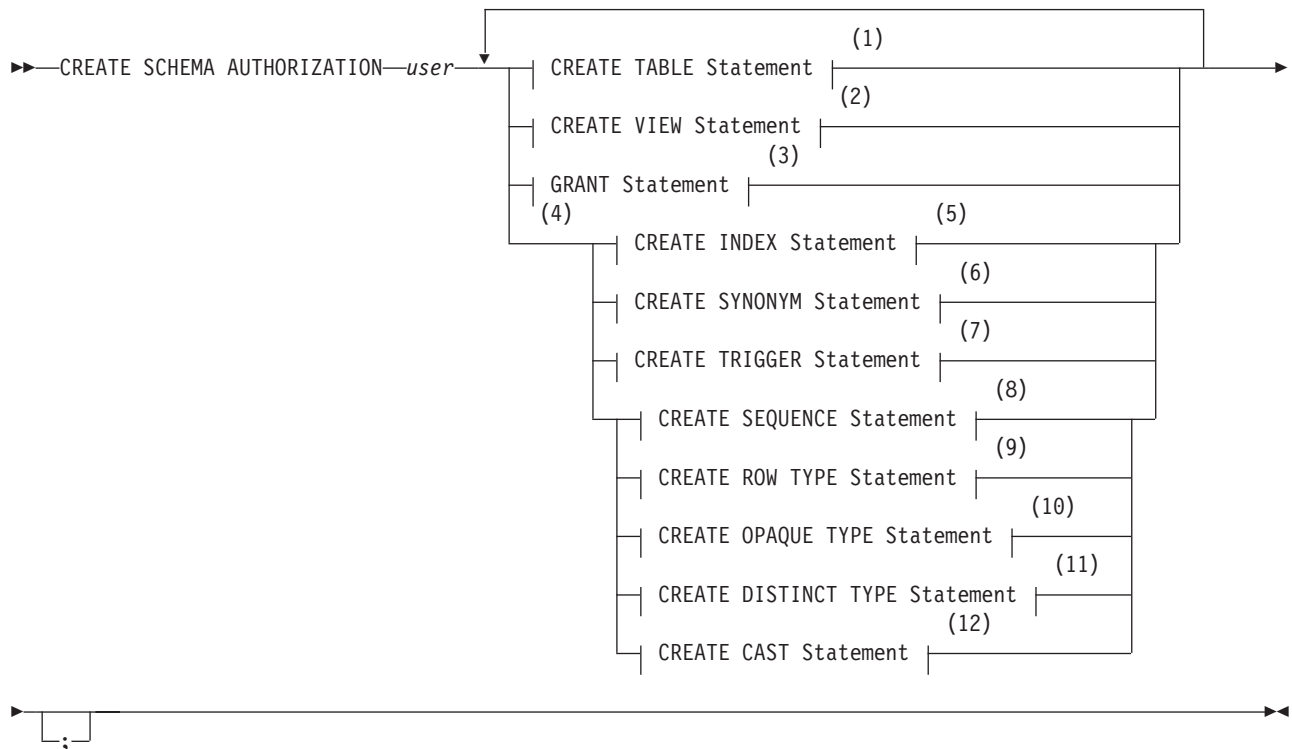 (1)
CREATE SCHEMA AUTHORIZATION user CREATE TABLE Statement
(2)
CREATE VIEW Statement
(3)
GRANT Statement
(4) (5)
CREATE INDEX Statement
(6)
CREATE SYNONYM Statement
(7)
CREATE TRIGGER Statement
(8)
CREATE SEQUENCE Statement
(9)
CREATE ROW TYPE Statement
(10)
CREATE OPAQUE TYPE Statement
(11)
CREATE DISTINCT TYPE Statement
(12)
CREATE CAST Statement
;